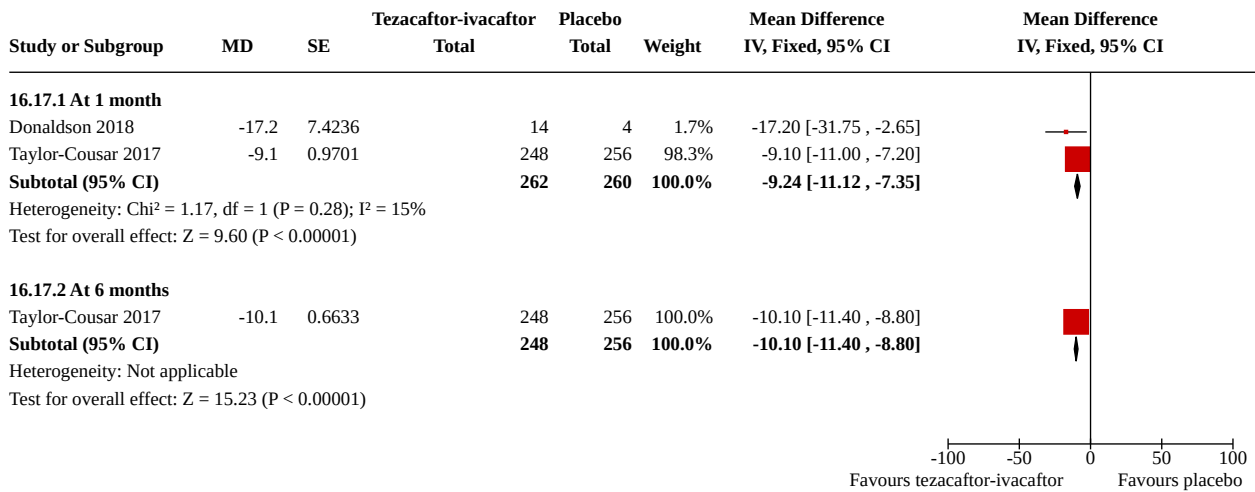 Tezacaftor-ivacaftor Placebo Mean Difference Mean Difference
Study or Subgroup MD SE Total Total Weight IV, Fixed, 95% CI IV, Fixed, 95% CI
16.17.1 At 1 month
Donaldson 2018 -17.2 7.4236 14 4 1.7% -17.20 [-31.75 , -2.65]
Taylor-Cousar 2017 -9.1 0.9701 248 256 98.3% -9.10 [-11.00 , -7.20]
Subtotal (95% CI) 262 260 100.0% -9.24 [-11.12 , -7.35]
Heterogeneity: Chi² = 1.17, df = 1 (P = 0.28); I² = 15%
Test for overall effect: Z = 9.60 (P < 0.00001)
16.17.2 At 6 months
Taylor-Cousar 2017 -10.1 0.6633 248 256 100.0% -10.10 [-11.40 , -8.80]
Subtotal (95% CI) 248 256 100.0% -10.10 [-11.40 , -8.80]
Heterogeneity: Not applicable
Test for overall effect: Z = 15.23 (P < 0.00001)
-100 -50 0 50 100
Favours tezacaftor-ivacaftor Favours placebo